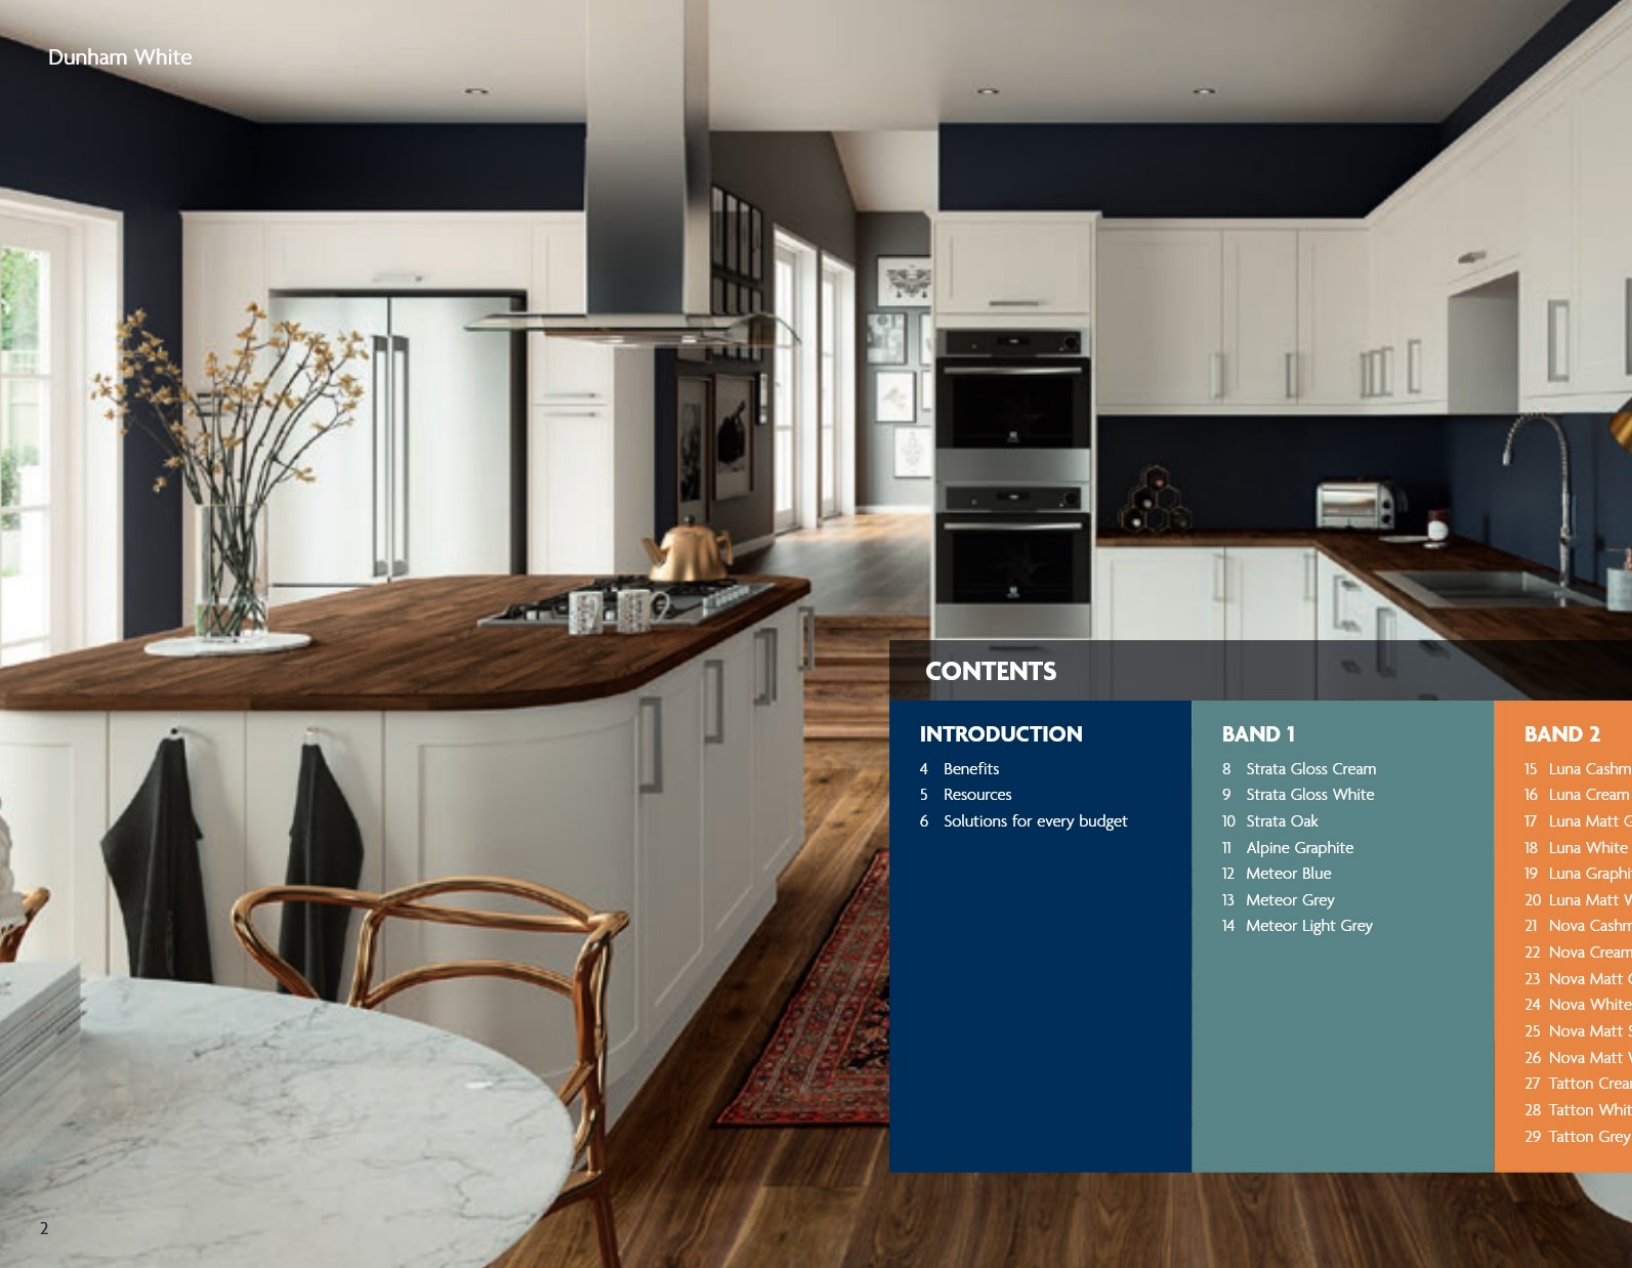 Dunham White
CONTENTS
INTRODUCTION
4 Benefits
5 Resources
6 Solutions for every budget
BAND 1
8 Strata Gloss Cream
9 Strata Gloss White
10 Strata Oak
11 Alpine Graphite
12 Meteor Blue
13 Meteor Grey
14 Meteor Light Grey
BAND 2
15 Luna
16 Luna Cream
17 Luna Matt
18 Luna White
19 Luna
20 Luna Matt
21 Nova
22 Nova Cream
23 Nova Matt
24 Nova White
25 Nova Matt
26 Nova Matt
27 Tatton
28 Tatton
29 Tatton Grey
2